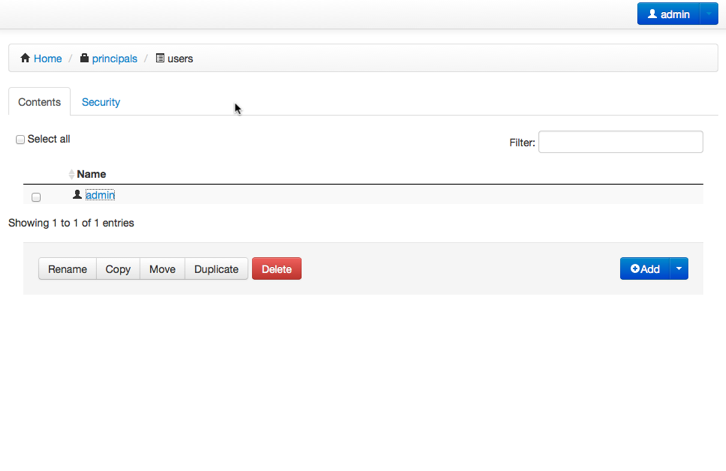 admin
Home / principals / users
Contents Security
Select all Filter:
Name
admin
Showing 1 to 1 of 1 entries
Rename Copy Move Duplicate Delete Add